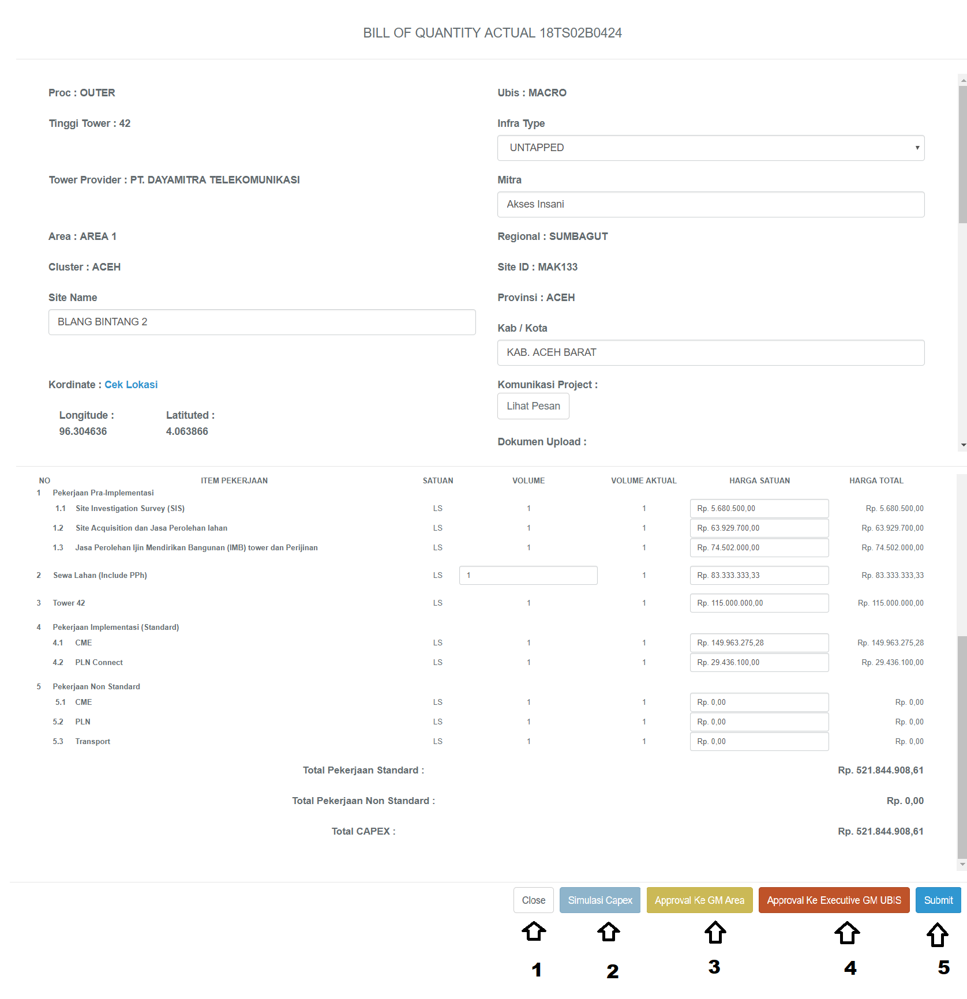 BILL OF QUANTITY ACTUAL 18TS02B0424
Proc : OUTER
Ubis : MACRO
Tinggi Tower : 42
Infra Type
UNTAPPED
Tower Provider : PT. DAYAMITRA TELEKOMUNIKASI
Mitra
Akses Insani
Area : AREA 1
Regional : SUMBAGUT
Cluster : ACEH
Site ID : MAK133
Site Name
BLANG BINTANG 2
Provinsi : ACEH
Kab / Kota
KAB. ACEH BARAT
Kordinate : Cek Lokasi
Komunikasi Project :
Lihat Pesan
Longitude : Latituted :
96.304636 4.063866
Dokumen Upload :
NO ITEM PEKERJAAN SATUAN VOLUME VOLUME AKTUAL HARGA SATUAN HARGA TOTAL
1 Pekerjaan Pra-Implementasi
1.1 Site Investigation Survey (SIS) LS 1 1 Rp. 5.680.500,00 Rp. 5.680.500,00
1.2 Site Acquisition dan Jasa Perolehan lahan LS 1 1 Rp. 63.929.700,00 Rp. 63.929.700,00
1.3 Jasa Perolehan Ijin Mendirikan Bangunan (IMB) tower dan Perijinan LS 1 1 Rp. 74.502.000,00 Rp. 74.502.000,00
2 Sewa Lahan (Include PPh) LS 1 1 Rp. 83.333.333,33 Rp. 83.333.333,33
3 Tower 42 LS 1 1 Rp. 115.000.000,00 Rp. 115.000.000,00
4 Pekerjaan Implementasi (Standard)
4.1 CME LS 1 1 Rp. 149.963.275,28 Rp. 149.963.275,28
4.2 PLN Connect LS 1 1 Rp. 29.436.100,00 Rp. 29.436.100,00
5 Pekerjaan Non Standard
5.1 CME LS 1 1 Rp. 0,00 Rp. 0,00
5.2 PLN LS 1 1 Rp. 0,00 Rp. 0,00
5.3 Transport LS 1 1 Rp. 0,00 Rp. 0,00
Total Pekerjaan Standard : Rp. 521.844.908,61
Total Pekerjaan Non Standard : Rp. 0,00
Total CAPEX : Rp. 521.844.908,61
Close Simulasi Capex Approval Ke GM Area Approval Ke Executive GM UBIS Submit
1 2 3 4 5